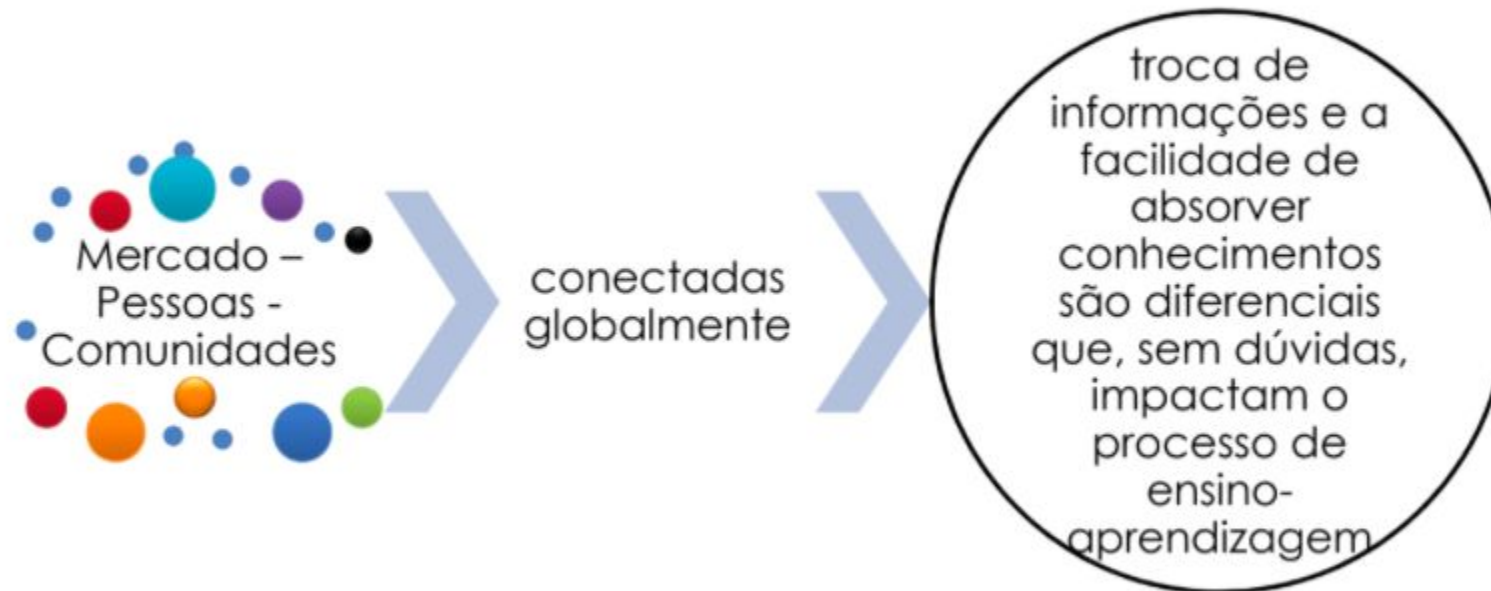 Mercado –
Pessoas -
Comunidades
conectadas
globalmente
troca de
informações e a
facilidade de
absorver
conhecimentos
são diferenciais
que, sem dúvidas,
impactam o
processo de
ensino-
aprendizagem